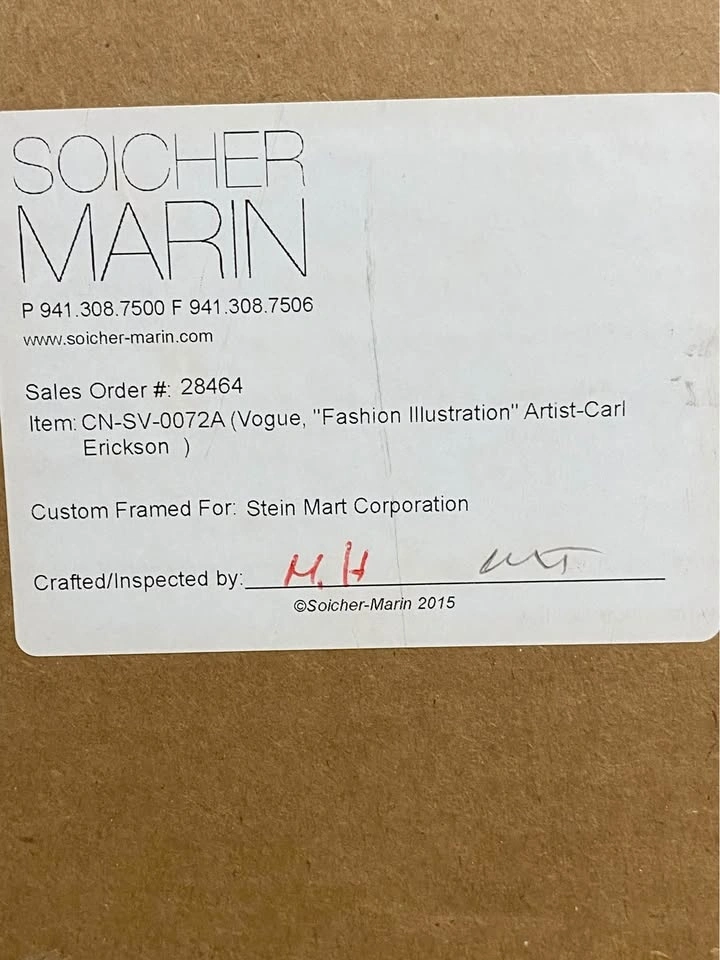 SOICHER
MARIN
P 941.308.7500 F 941.308.7506
www.soicher-marin.com
Sales Order #: 28464
Item: CN-SV-0072A (Vogue, "Fashion Illustration" Artist-Carl
Erickson )
Custom Framed For: Stein Mart Corporation
Crafted/Inspected by: M. H
©Soicher-Marin 2015